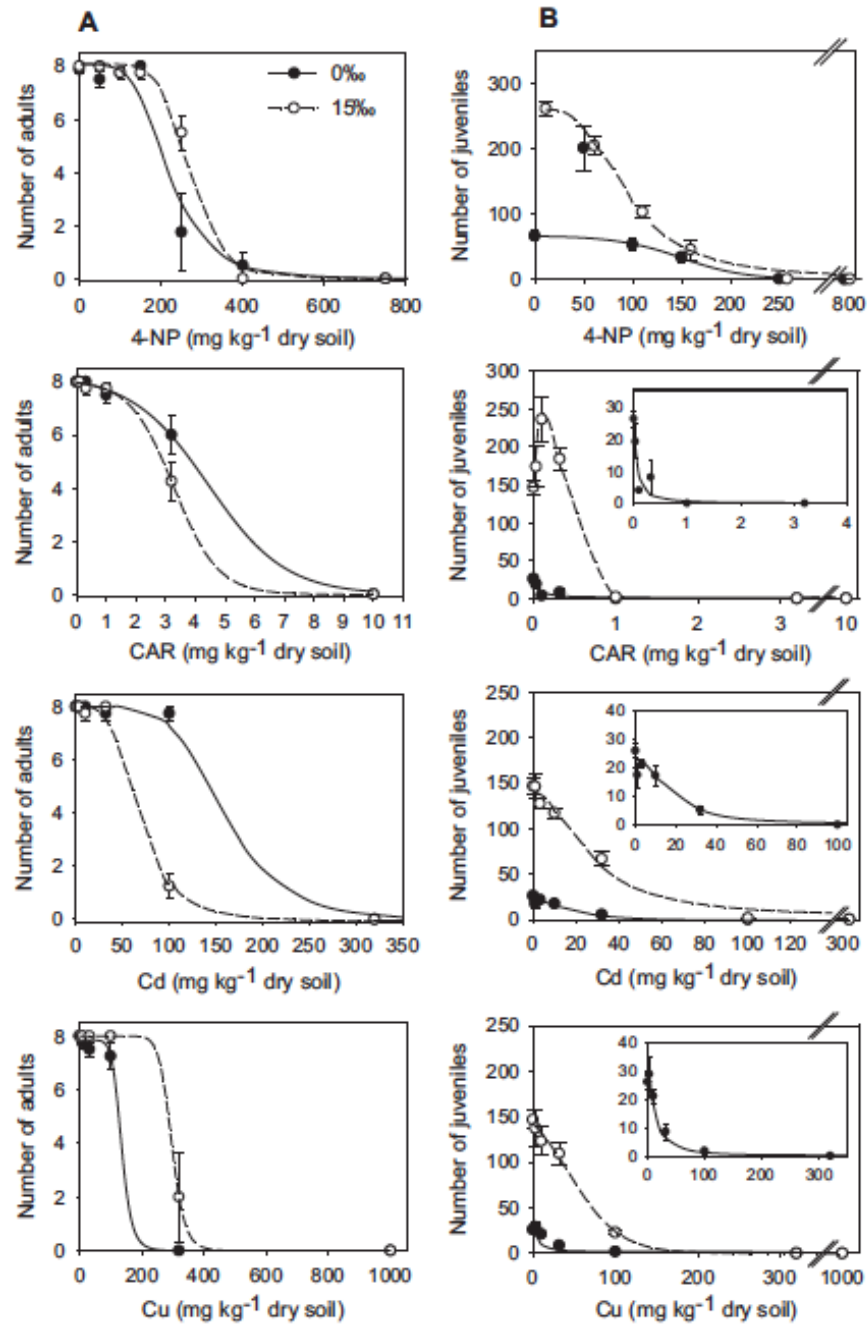 A
8
6
4
2
0
0 200 400 600 800
Number of adults
4-NP (mg kg⁻¹ dry soil)
0‰
15‰
B
400
300
200
100
50
0
0 50 100 150 200 250 800
Number of juveniles
4-NP (mg kg⁻¹ dry soil)
8
6
4
2
0
0 1 2 3 4 5 6 7 8 9 10 11
Number of adults
CAR (mg kg⁻¹ dry soil)
300
250
200
150
100
50
0
0 1 2 3 10
Number of juveniles
CAR (mg kg⁻¹ dry soil)
30
20
10
0
0 1 2 3 4
8
6
4
2
0
0 50 100 150 200 250 300 350
Number of adults
Cd (mg kg⁻¹ dry soil)
250
200
150
100
50
0
0 20 40 60 80 100 120 300
Number of juveniles
Cd (mg kg⁻¹ dry soil)
40
30
20
10
0
0 20 40 60 80 100
8
6
4
2
0
0 200 400 600 800 1000
Number of adults
Cu (mg kg⁻¹ dry soil)
250
200
150
100
50
0
0 100 200 300 1000
Number of juveniles
Cu (mg kg⁻¹ dry soil)
40
30
20
10
0
0 100 200 300